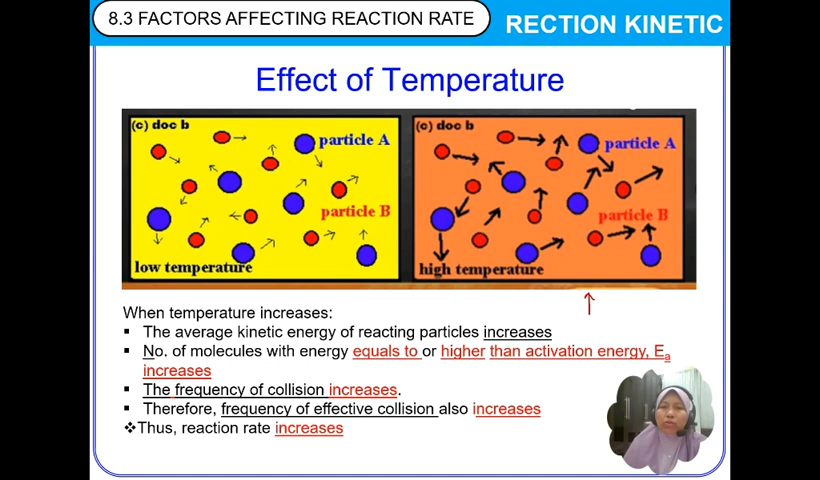 8.3 FACTORS AFFECTING REACTION RATE
RECTION KINETIC
Effect of Temperature
(c) doc b
particle A
particle B
low temperature
(c) doc b
particle A
particle B
high temperature
When temperature increases:
▪ The average kinetic energy of reacting particles increases
▪ No. of molecules with energy equals to or higher than activation energy, Ea
increases
▪ The frequency of collision increases.
▪ Therefore, frequency of effective collision also increases
❖Thus, reaction rate increases